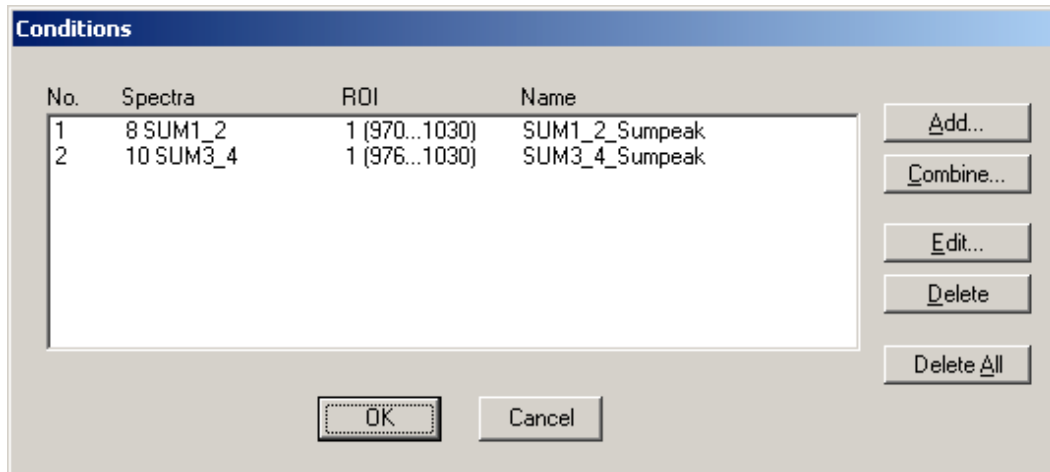 Conditions
No. Spectra ROI Name
1 8 SUM1_2 1 (970...1030) SUM1_2_Sumpeak
2 10 SUM3_4 1 (976...1030) SUM3_4_Sumpeak
Add...
Combine...
Edit...
Delete
Delete All
OK Cancel